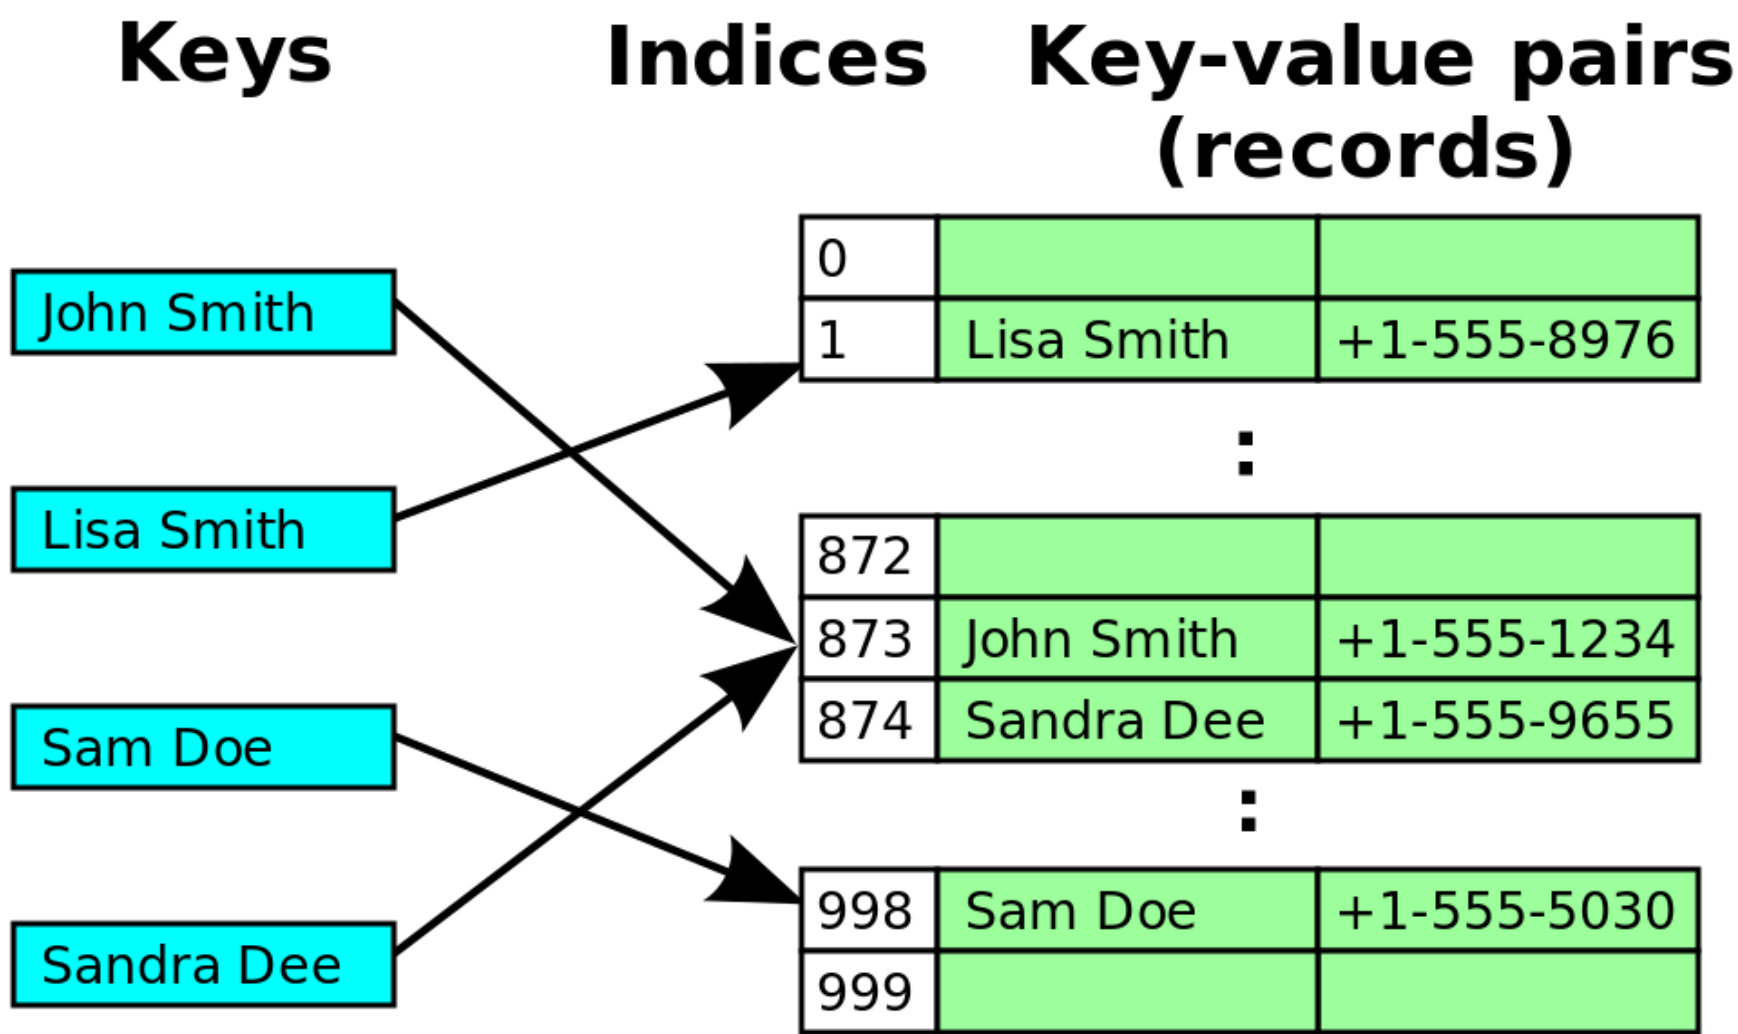 Keys
Indices
Key-value pairs
(records)
John Smith
Lisa Smith
Sam Doe
Sandra Dee
0
1 Lisa Smith +1-555-8976
:
872
873 John Smith +1-555-1234
874 Sandra Dee +1-555-9655
:
998 Sam Doe +1-555-5030
999